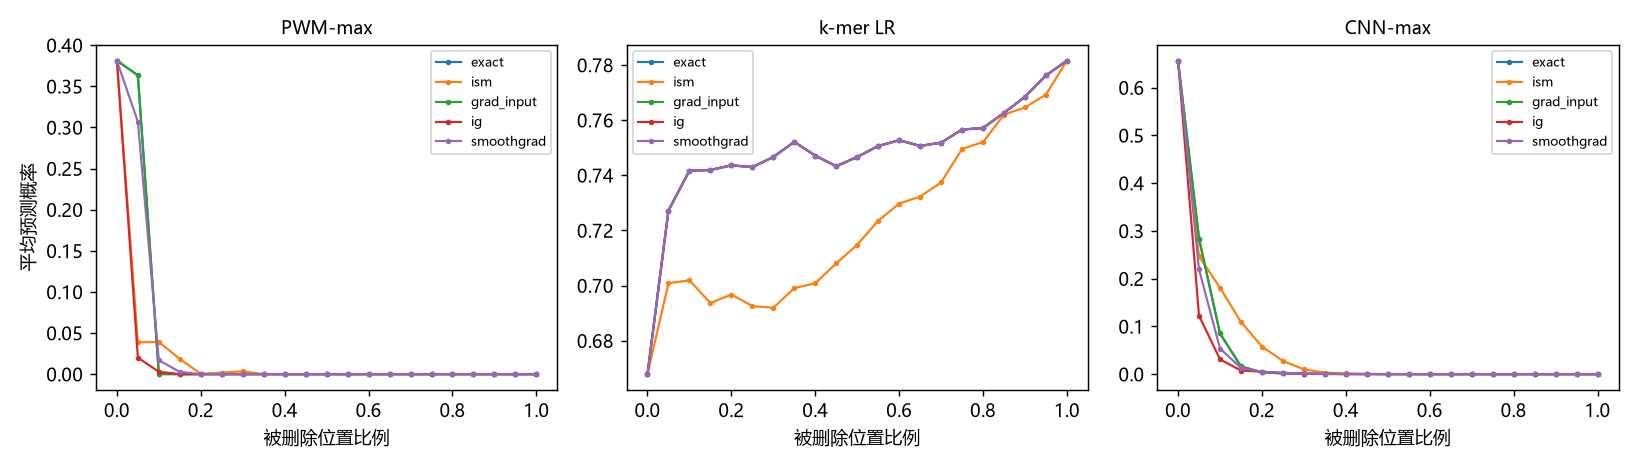 PWM-max
平均预测概率
0.40
0.35
0.30
0.25
0.20
0.15
0.10
0.05
0.00
exact
ism
grad_input
ig
smoothgrad
0.0 0.2 0.4 0.6 0.8 1.0
被删除位置比例
k-mer LR
0.78
0.76
0.74
0.72
0.70
0.68
exact
ism
grad_input
ig
smoothgrad
0.0 0.2 0.4 0.6 0.8 1.0
被删除位置比例
CNN-max
0.6
0.5
0.4
0.3
0.2
0.1
0.0
exact
ism
grad_input
ig
smoothgrad
0.0 0.2 0.4 0.6 0.8 1.0
被删除位置比例